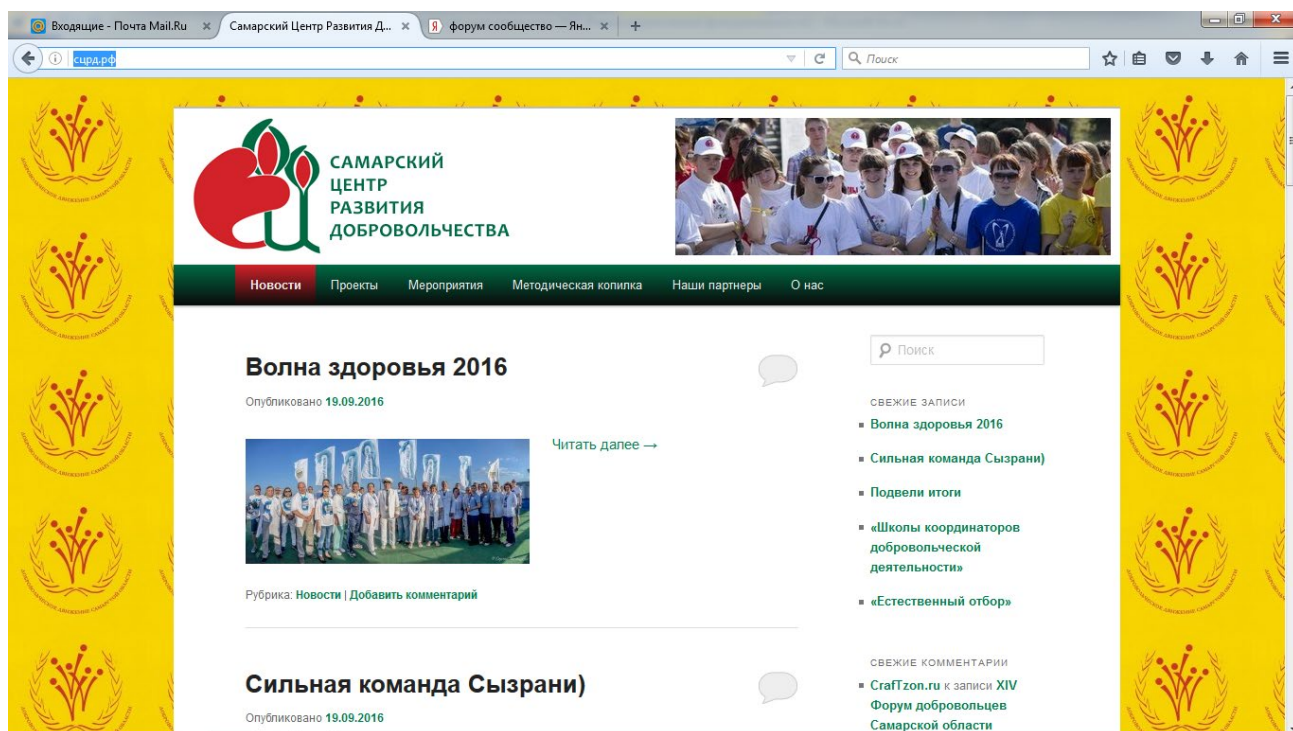 Входящие - Почта Mail.Ru
Самарский Центр Развития Д...
форум сообщество — Ян...
сцрд.рф
Поиск
САМАРСКИЙ
ЦЕНТР
РАЗВИТИЯ
ДОБРОВОЛЬЧЕСТВА
Новости Проекты Мероприятия Методическая копилка Наши партнеры О нас
Волна здоровья 2016
Опубликовано 19.09.2016
Читать далее →
Рубрика: Новости | Добавить комментарий
Сильная команда Сызрани)
Опубликовано 19.09.2016
Поиск
СВЕЖИЕ ЗАПИСИ
Волна здоровья 2016
Сильная команда Сызрани)
Подвели итоги
«Школы координаторов
добровольческой
деятельности»
«Естественный отбор»
СВЕЖИЕ КОММЕНТАРИИ
CrafTzon.ru к записи XIV
Форум добровольцев
Самарской области